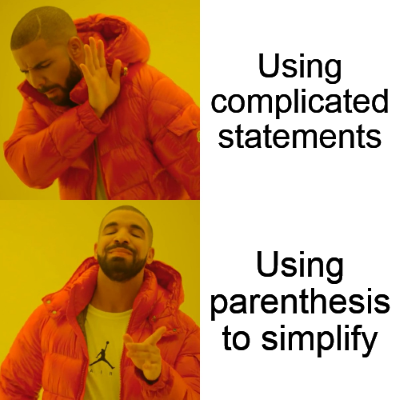 Using
complicated
statements
Using
parenthesis
to simplify